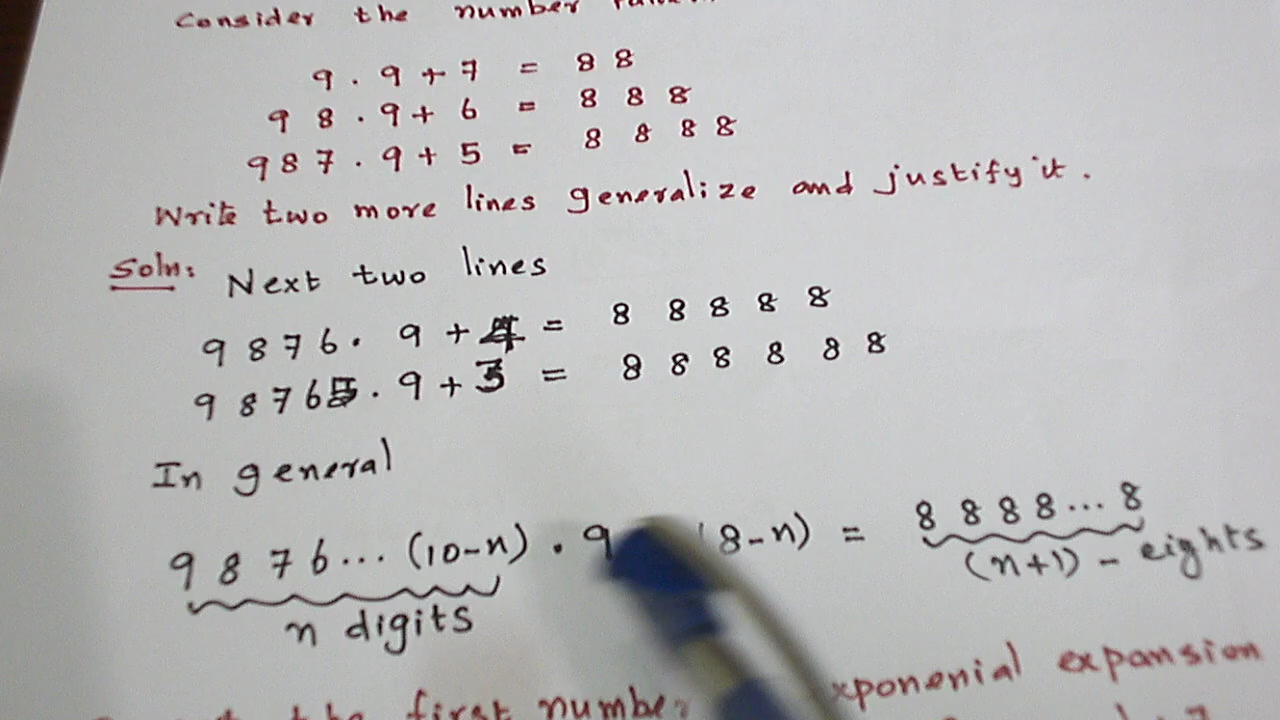 Consider the number
9 . 9 + 7 = 8 8
9 8 . 9 + 6 = 8 8 8
9 8 7 . 9 + 5 = 8 8 8 8
Write two more lines generalize and justify it .
Soln: Next two lines
9 8 7 6 . 9 + 4 = 8 8 8 8 8
9 8 7 6 5 . 9 + 3 = 8 8 8 8 8 8
In general
9 8 7 6 ... (10-n) . 9 (8-n) = 8 8 8 8 ... 8
n digits (n+1) - eights
the first number xponenial expansion